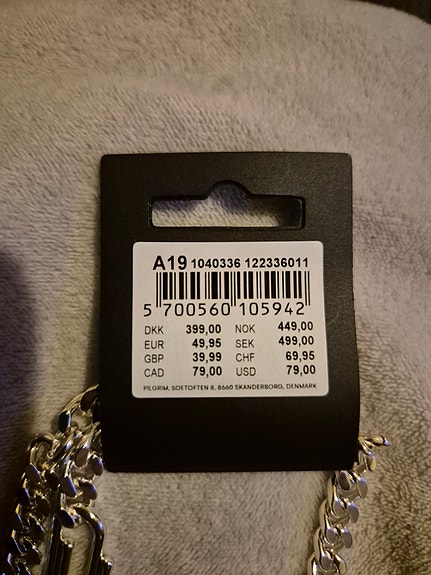 A19 1040336 122336011
5 700560 105942
DKK 399,00 NOK 449,00
EUR 49,95 SEK 499,00
GBP 39,99 CHF 69,95
CAD 79,00 USD 79,00
PILGRIM, SOETOFTEN 8, 8660 SKANDERBORG, DENMARK